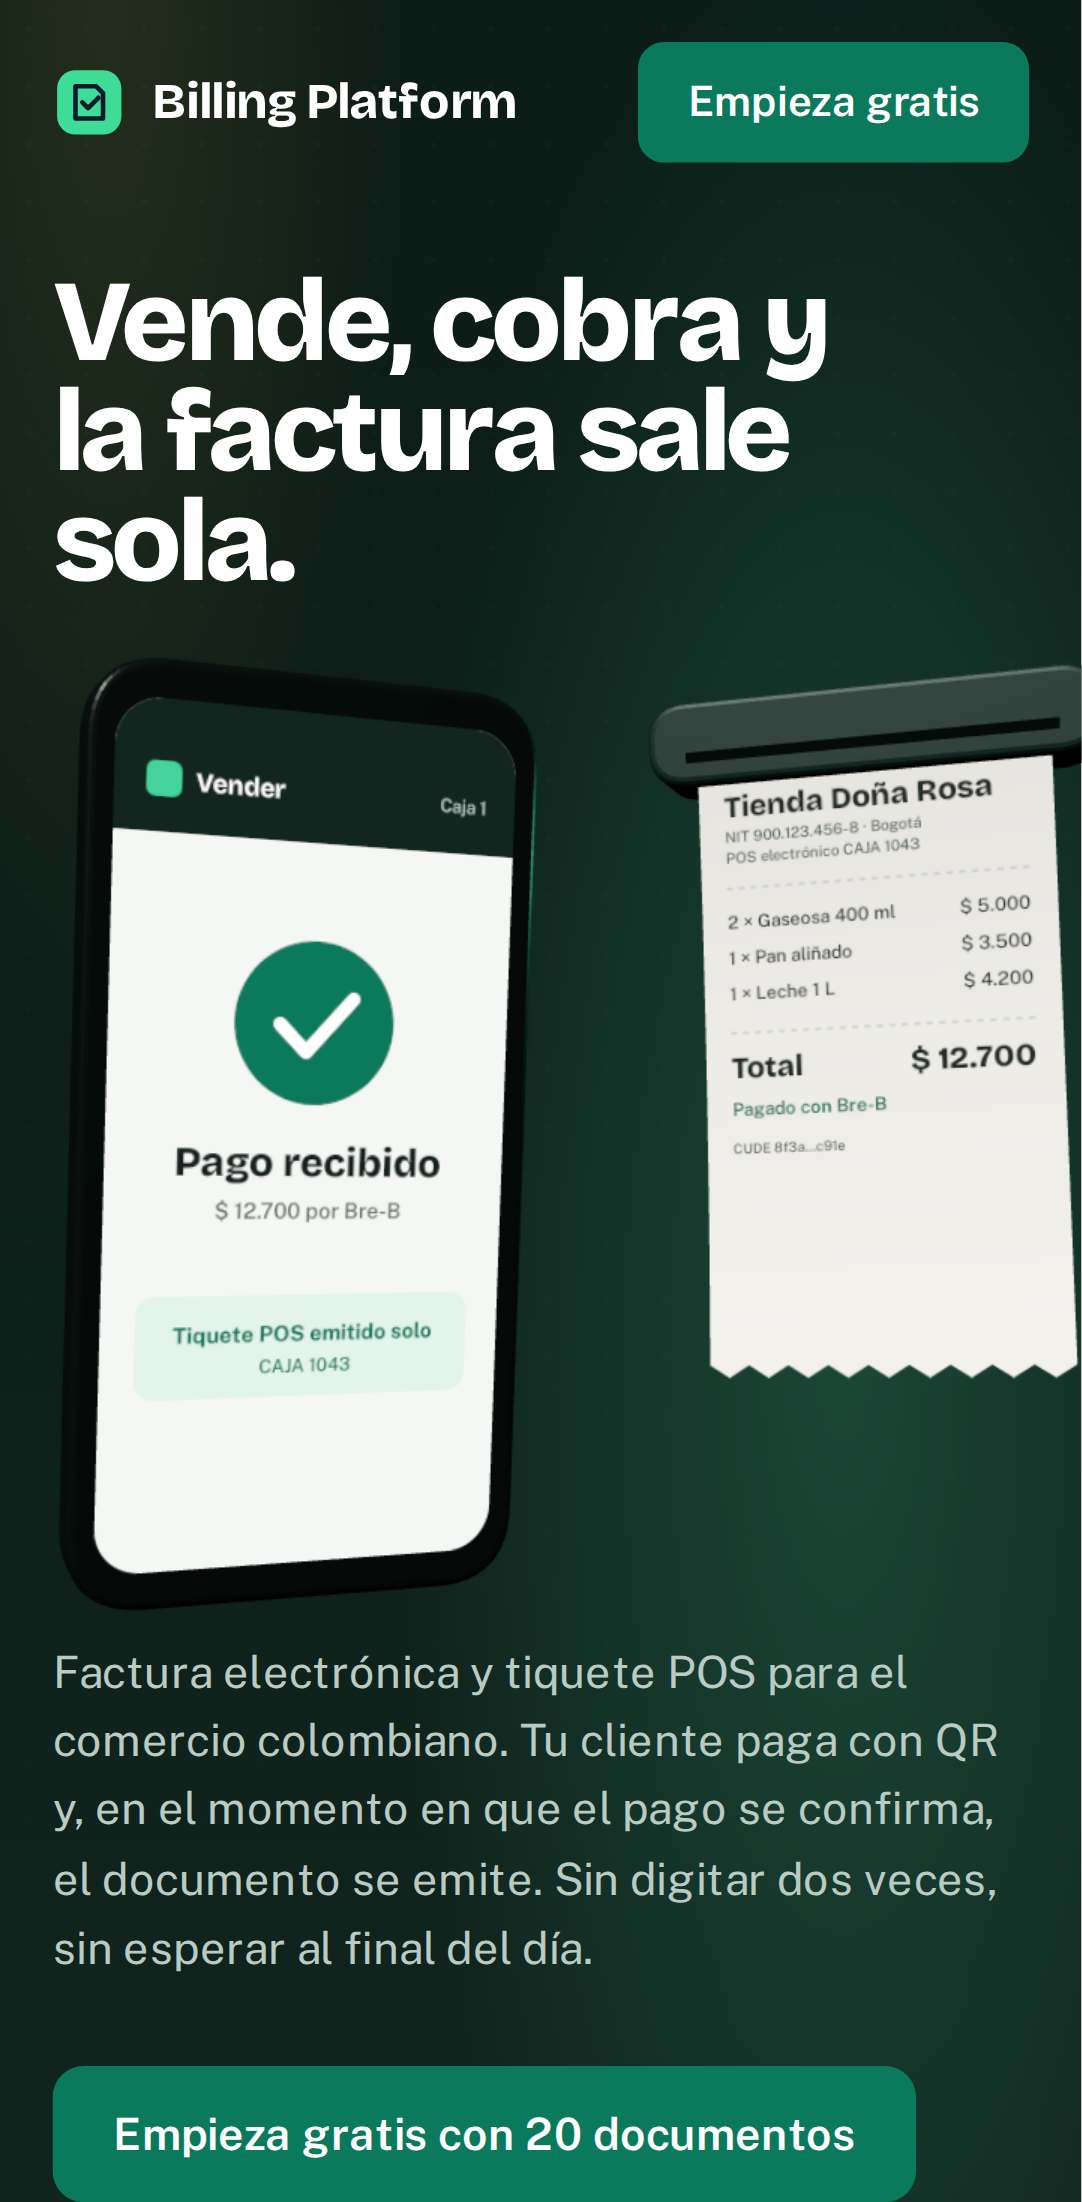 Billing Platform
Empieza gratis
Vende, cobra y
la factura sale
sola.
Vender
Caja 1
Pago recibido
$ 12.700 por Bre-B
Tiquete POS emitido solo
CAJA 1043
Tienda Doña Rosa
NIT 900.123.456-8 · Bogotá
POS electrónico CAJA 1043
2 × Gaseosa 400 ml $ 5.000
1 × Pan aliñado $ 3.500
1 × Leche 1 L $ 4.200
Total $ 12.700
Pagado con Bre-B
CUDE 8f3a...c91e
Factura electrónica y tiquete POS para el
comercio colombiano. Tu cliente paga con QR
y, en el momento en que el pago se confirma,
el documento se emite. Sin digitar dos veces,
sin esperar al final del día.
Empieza gratis con 20 documentos